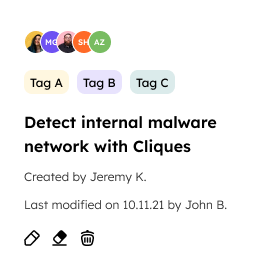 MC SH AZ
Tag A Tag B Tag C
Detect internal malware
network with Cliques
Created by Jeremy K.
Last modified on 10.11.21 by John B.